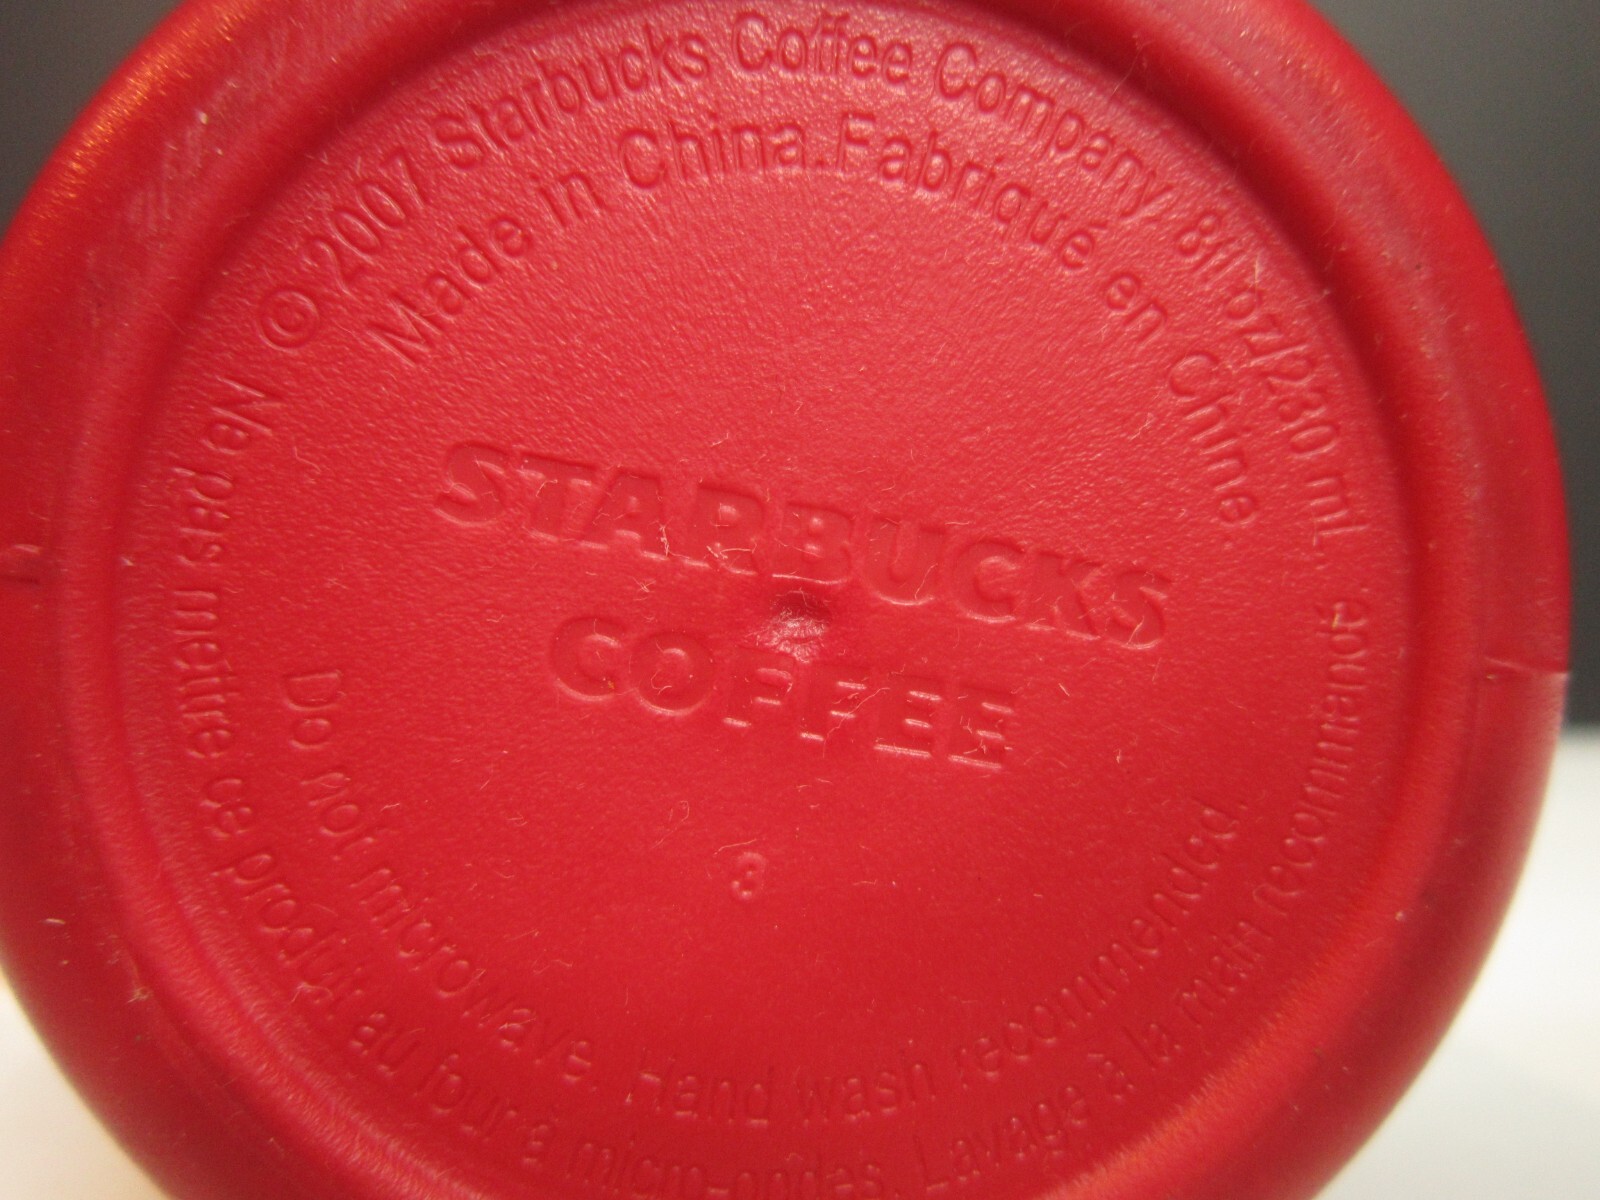 © 2007 Starbucks Coffee Company 8fl oz/230 mL
Made in China.Fabriqué en Chine.
STARBUCKS
COFFEE
3
Do not microwave. Hand wash recommended.
Ne pas mettre ce produit au four à micro-ondes. Lavage à la main recommandé